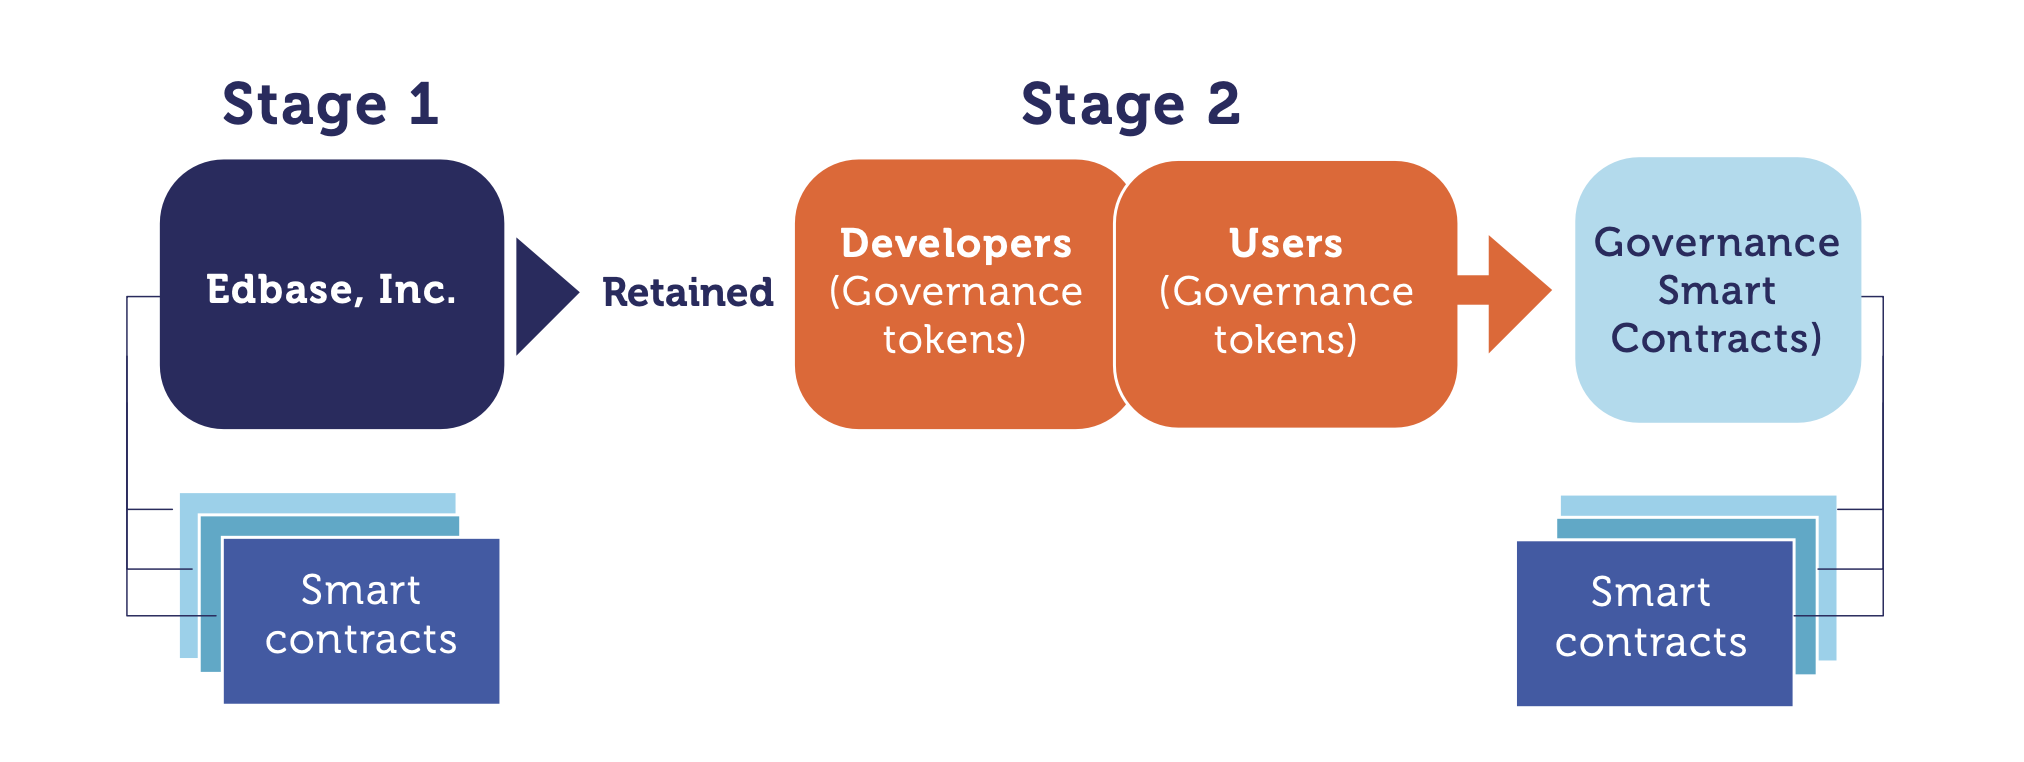 Stage 1
Stage 2
Edbase, Inc.
Retained
Developers
(Governance
tokens)
Users
(Governance
tokens)
Governance
Smart
Contracts)
Smart
contracts
Smart
contracts